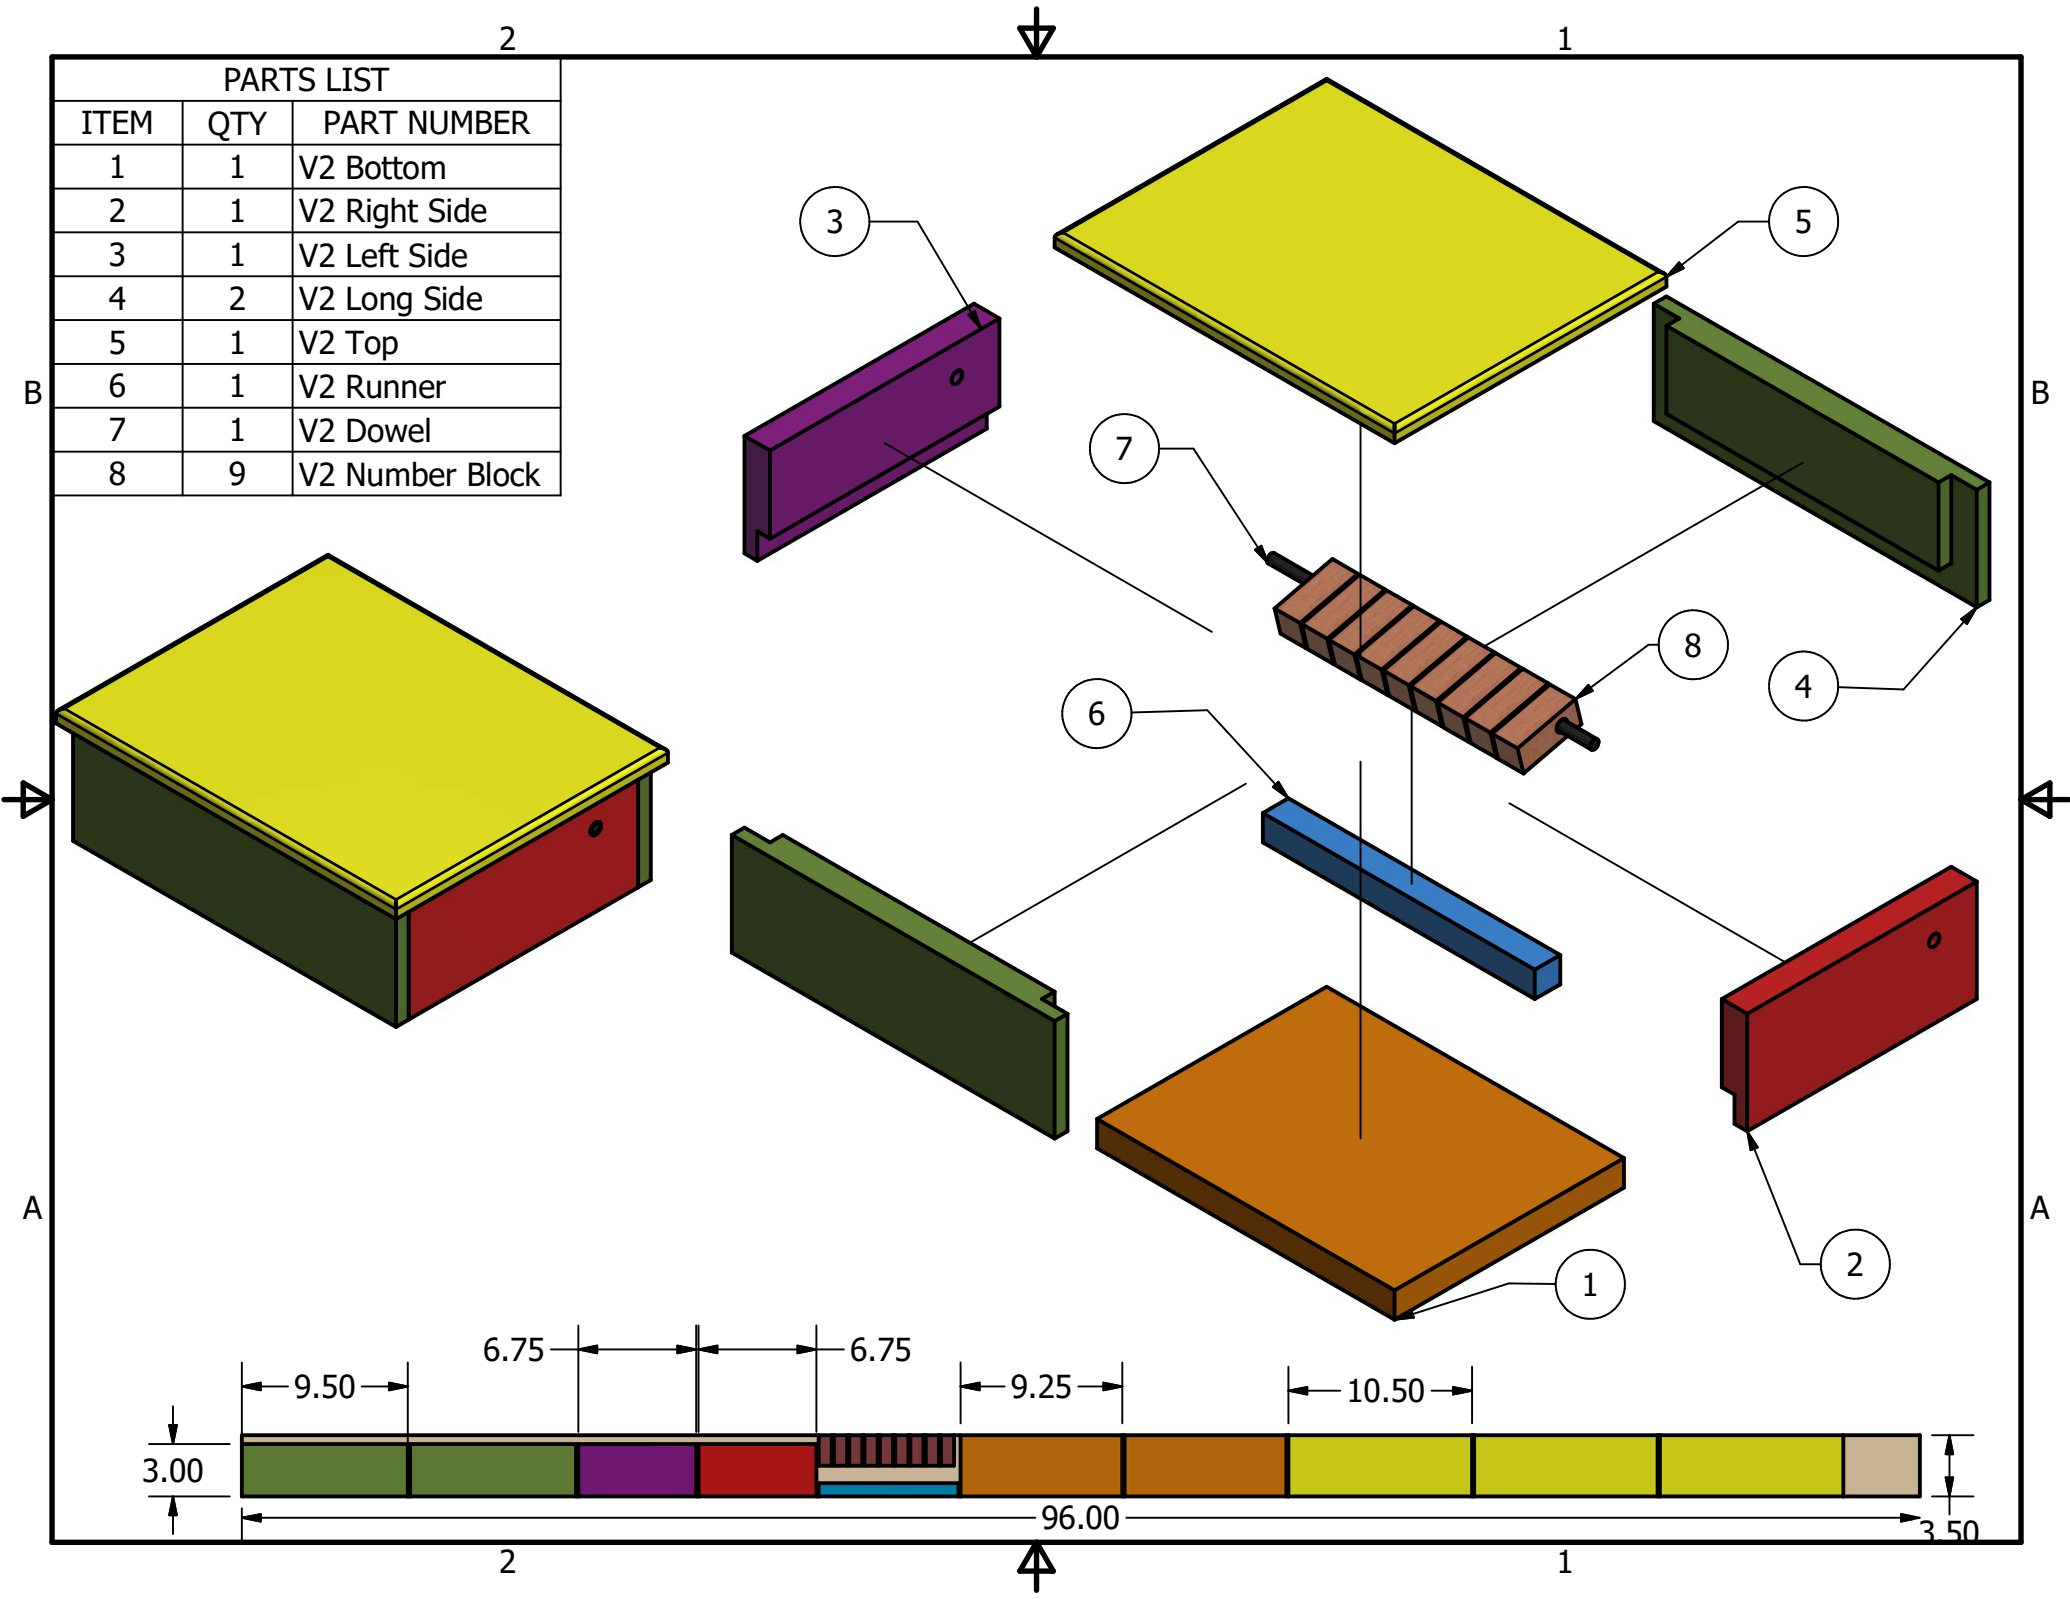 2 1
PARTS LIST
ITEM QTY PART NUMBER
1 1 V2 Bottom
2 1 V2 Right Side
3 1 V2 Left Side
4 2 V2 Long Side
5 1 V2 Top
6 1 V2 Runner
7 1 V2 Dowel
8 9 V2 Number Block
3
5
B B
7
8
4
6
A A
2
1
6.75 6.75
9.50 9.25 10.50
3.00
96.00
3.50
2 1